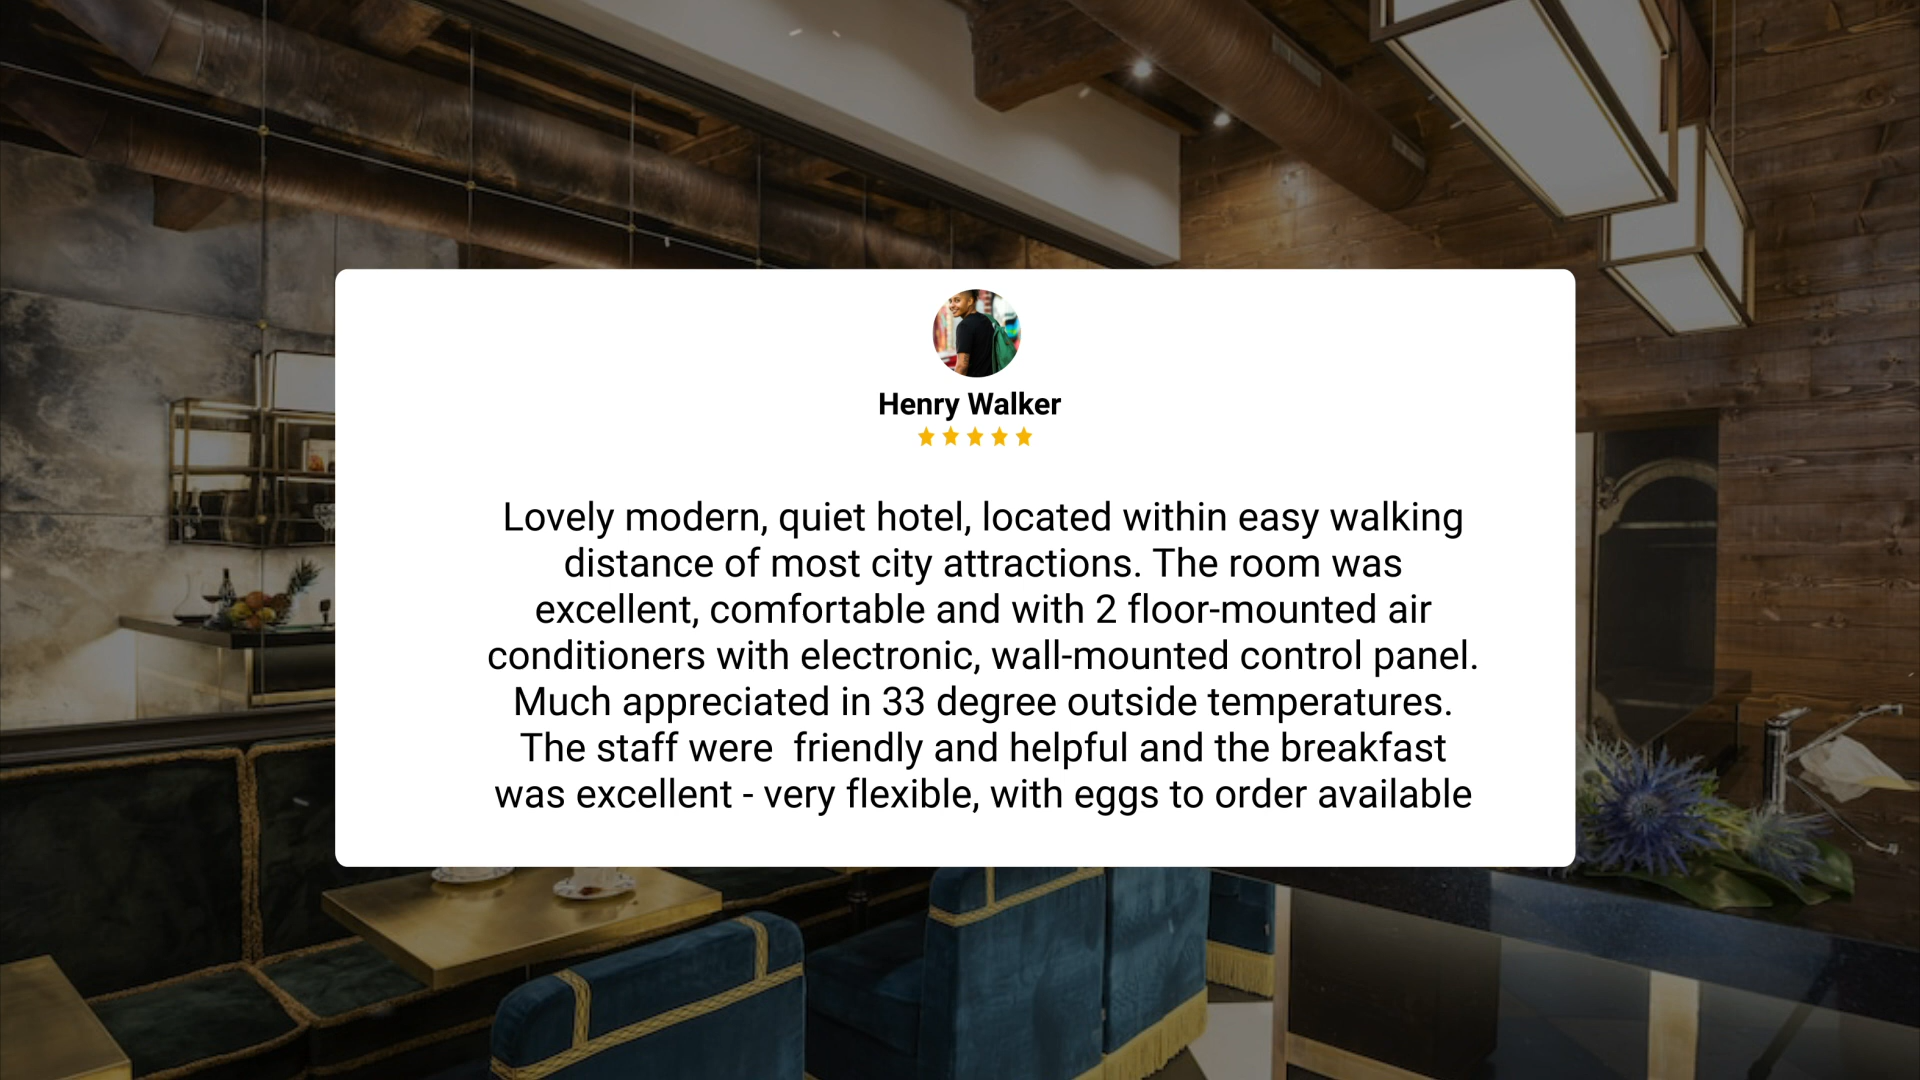 Henry Walker
Lovely modern, quiet hotel, located within easy walking
distance of most city attractions. The room was
excellent, comfortable and with 2 floor-mounted air
conditioners with electronic, wall-mounted control panel.
Much appreciated in 33 degree outside temperatures.
The staff were  friendly and helpful and the breakfast
was excellent - very flexible, with eggs to order available